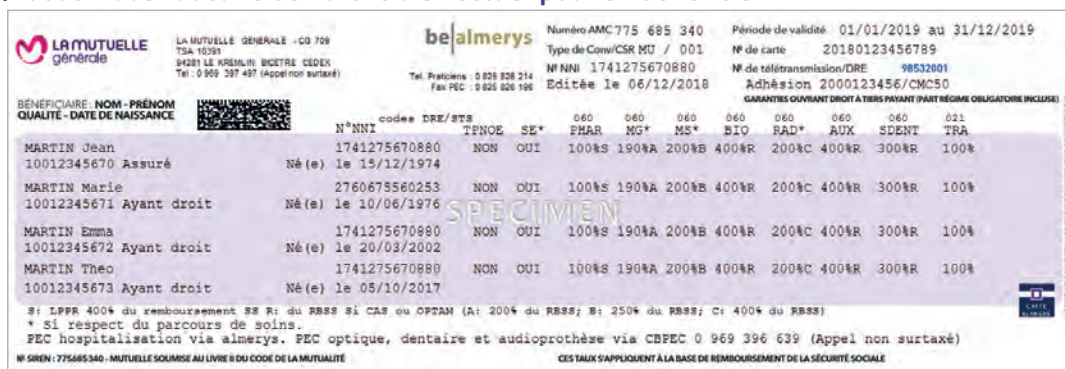 LA MUTUELLE
générale
LA MUTUELLE GENERALE - CG 709
TSA 10391
94281 LE KREMLIN BICETRE CEDEX
Tel : 0 969 397 497 (Appel non surtaxé)
be almerys
Tel. Praticiens : 0 825 826 214
Fax PEC : 0 825 826 196
Numéro AMC 775 685 340
Type de Conv/CSR MU / 001
N° NNI 1741275670880
Editée le 06/12/2018
Période de validité 01/01/2019 au 31/12/2019
N° de carte 20180123456789
N° de télétransmission/DRE 98532001
Adhésion 2000123456/CMC50
GARANTIES OUVRANT DROIT À TIERS PAYANT (PART RÉGIME OBLIGATOIRE INCLUSE)
BÉNÉFICIAIRE : NOM - PRÉNOM
QUALITÉ - DATE DE NAISSANCE
codes DRE/STS 060 060 060 060 060 060 060 021
N°NNI TPNOE SE* PHAR MG* MS* BIO RAD* AUX SDENT TRA
MARTIN Jean 1741275670880 NON OUI 100%S 190%A 200%B 400%R 200%C 400%R 300%R 100%
10012345670 Assuré Né(e) le 15/12/1974
MARTIN Marie 2760675560253 NON OUI 100%S 190%A 200%B 400%R 200%C 400%R 300%R 100%
10012345671 Ayant droit Né(e) le 10/06/1976
SPECIMEN
MARTIN Emma 1741275670880 NON OUI 100%S 190%A 200%B 400%R 200%C 400%R 300%R 100%
10012345672 Ayant droit Né(e) le 20/03/2002
MARTIN Theo 1741275670880 NON OUI 100%S 190%A 200%B 400%R 200%C 400%R 300%R 100%
10012345673 Ayant droit Né(e) le 05/10/2017
S: LPPR 400% du remboursement SS R: du RBSS Si CAS ou OPTAM (A: 200% du RBSS; B: 250% du RBSS; C: 400% du RBSS)
* si respect du parcours de soins.
PEC hospitalisation via almerys. PEC optique, dentaire et audioprothèse via CBPEC 0 969 396 639 (Appel non surtaxé)
CARTE BLANCHE
N° SIREN : 775685340 - MUTUELLE SOUMISE AU LIVRE II DU CODE DE LA MUTUALITÉ
CES TAUX S'APPLIQUENT À LA BASE DE REMBOURSEMENT DE LA SÉCURITÉ SOCIALE